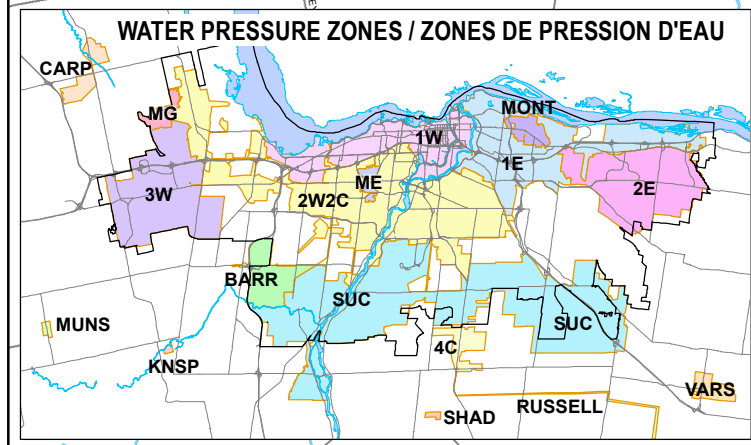 WATER PRESSURE ZONES / ZONES DE PRESSION D'EAU
CARP
MG
MONT
1W
1E
ME
2E
3W
2W2C
BARR
SUC
SUC
MUNS
4C
KNSP
VARS
RUSSELL
SHAD